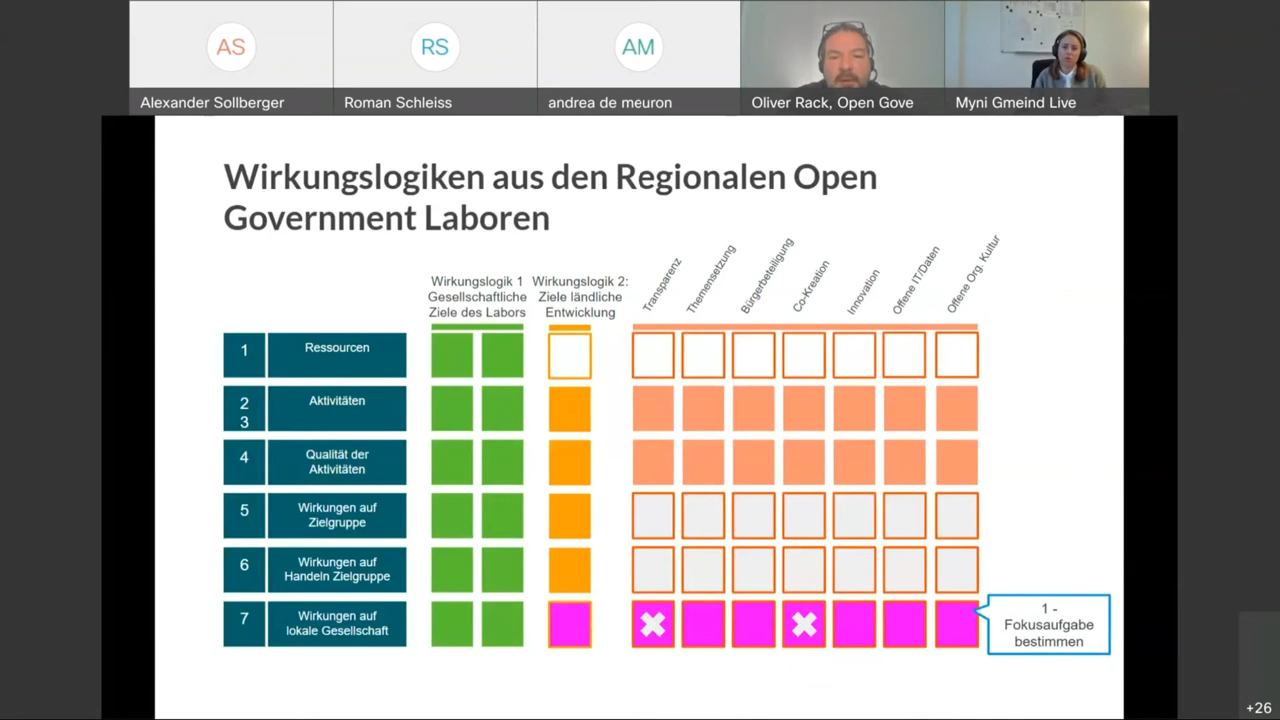 AS
RS
AM
Alexander Sollberger
Roman Schleiss
andrea de meuron
Oliver Rack, Open Gove
Myni Gmeind Live
Wirkungslogiken aus den Regionalen Open
Government Laboren
Wirkungslogik 1
Gesellschaftliche
Ziele des Labors
Wirkungslogik 2:
Ziele ländliche
Entwicklung
Transparenz
Themensetzung
Bürgerbeteiligung
Co-Kreation
Innovation
Offene IT/Daten
Offene Org. Kultur
1
Ressourcen
2
3
Aktivitäten
4
Qualität der
Aktivitäten
5
Wirkungen auf
Zielgruppe
6
Wirkungen auf
Handeln Zielgruppe
7
Wirkungen auf
lokale Gesellschaft
1 -
Fokusaufgabe
bestimmen
+26